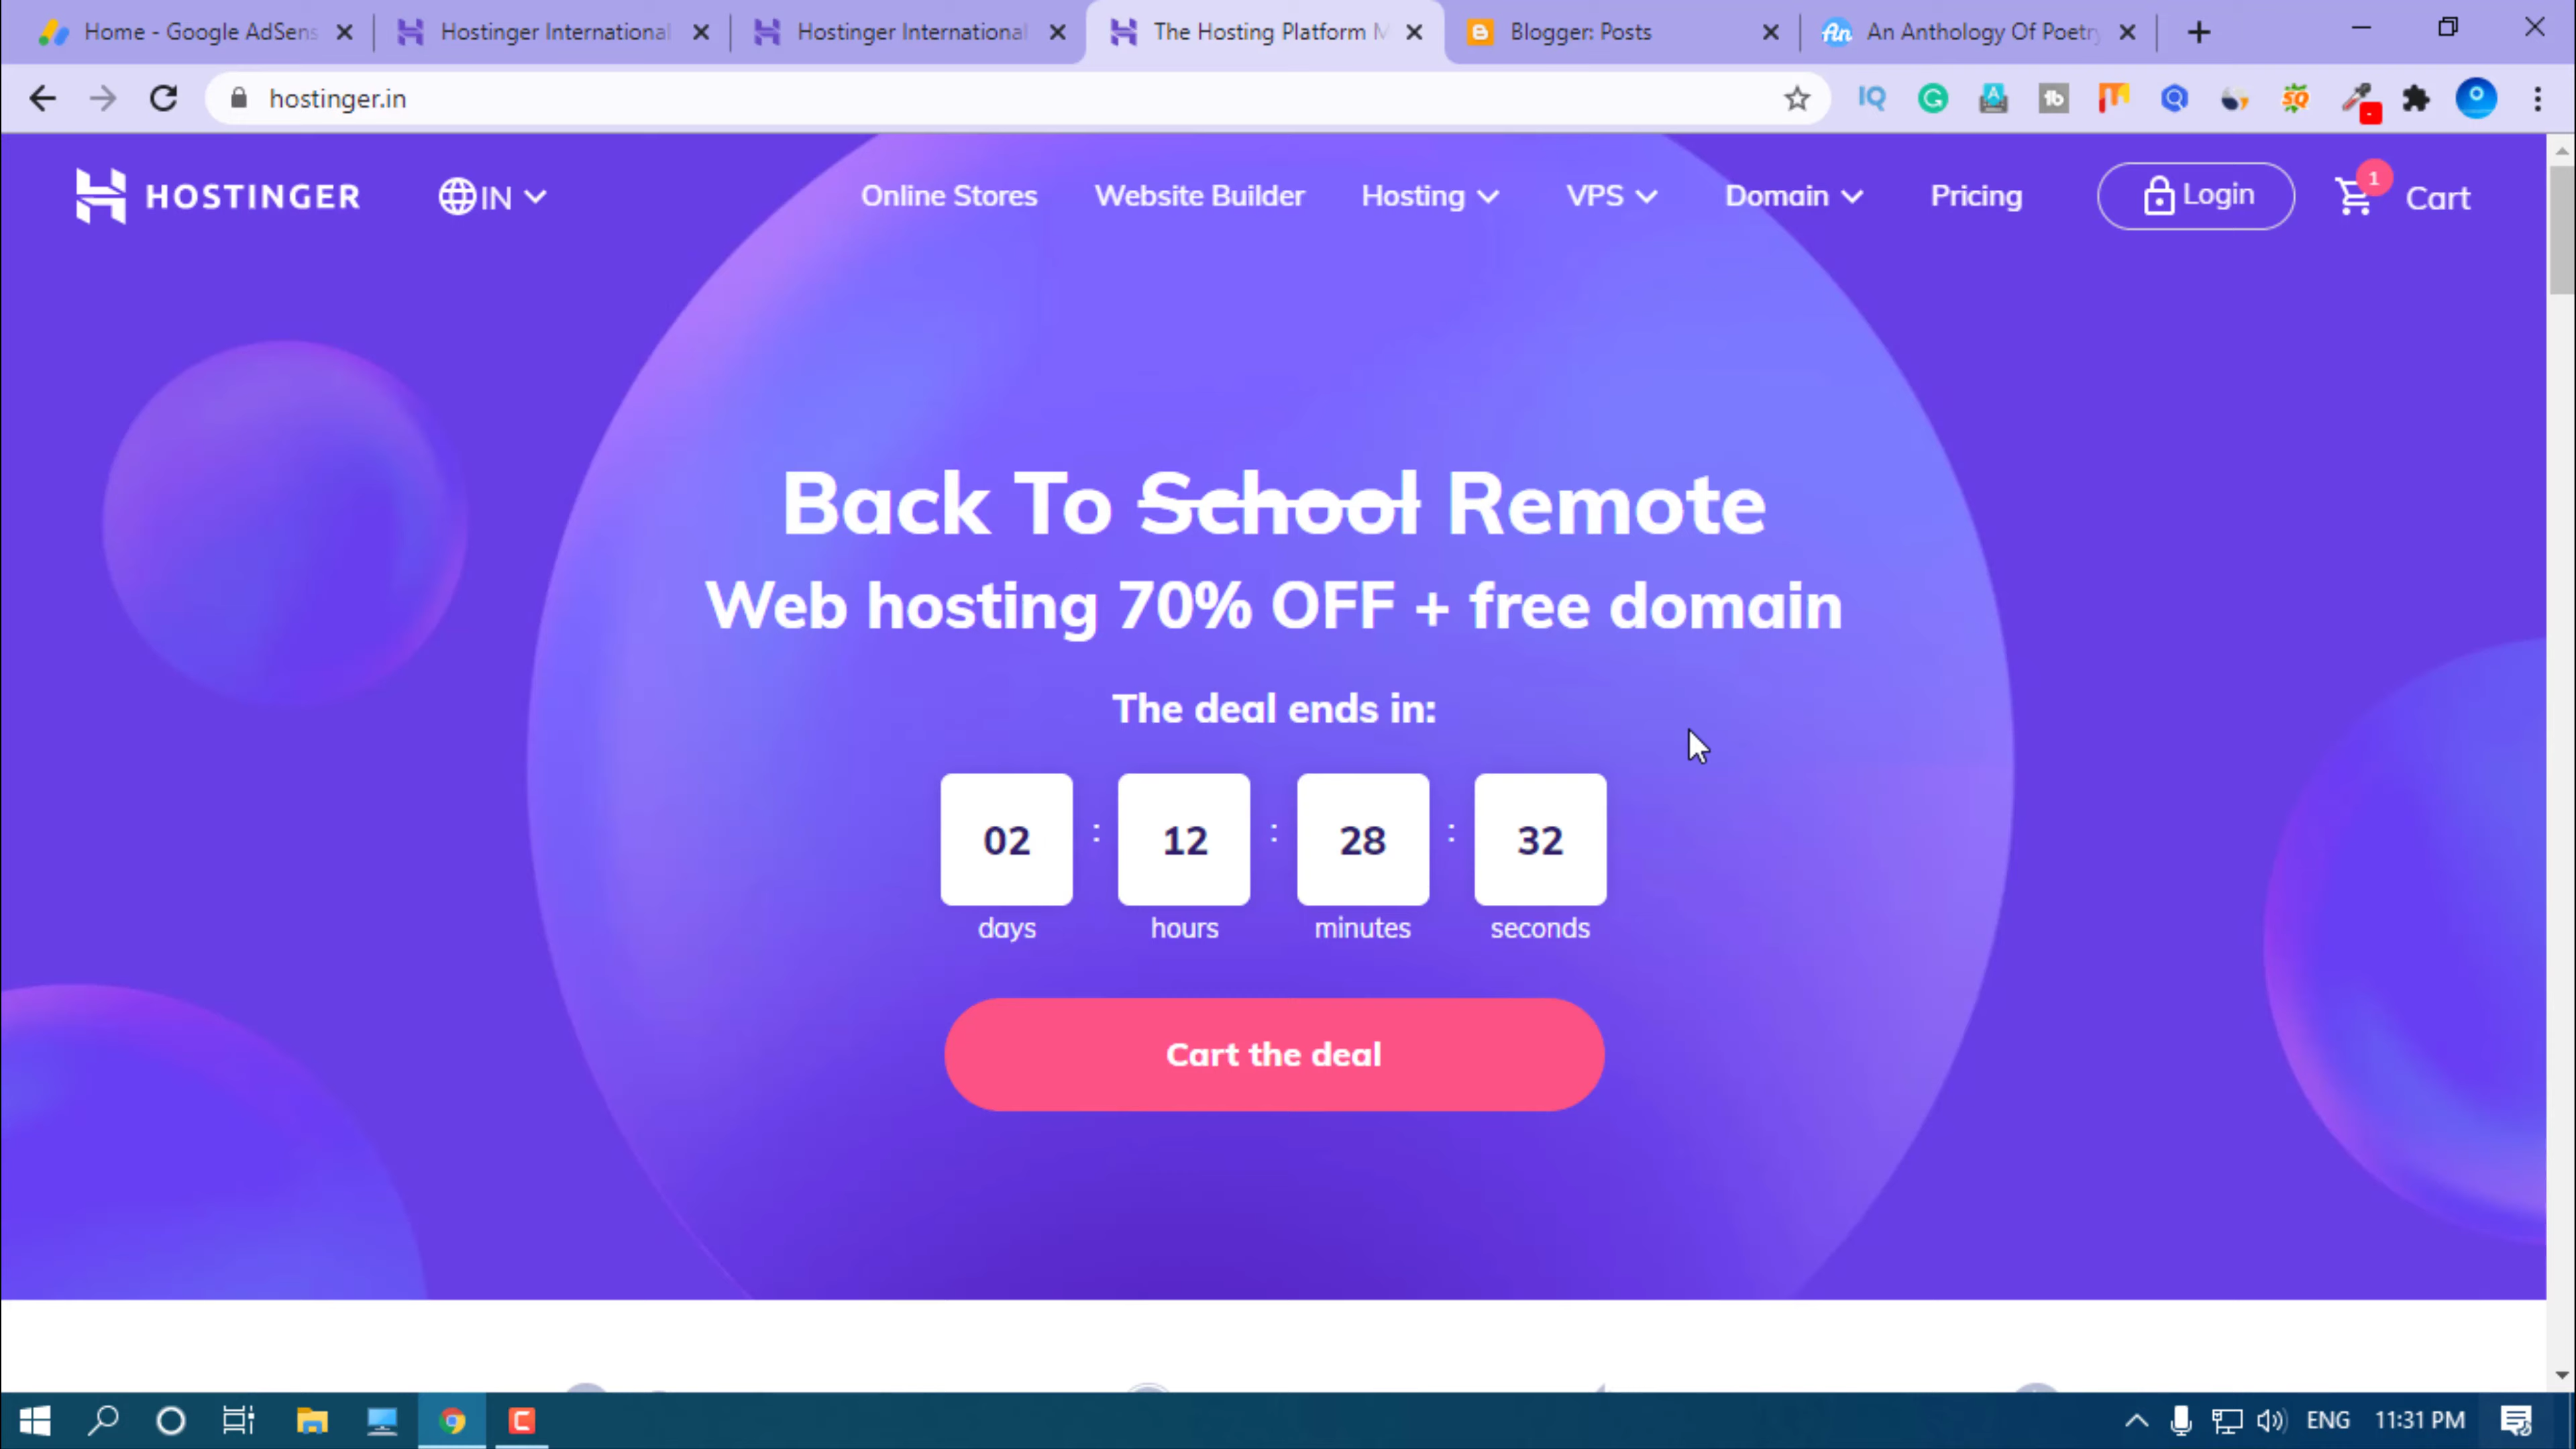 Home - Google AdSens
Hostinger International
Hostinger International
The Hosting Platform M
Blogger: Posts
An Anthology Of Poetry
hostinger.in
HOSTINGER
IN
Online Stores
Website Builder
Hosting
VPS
Domain
Pricing
Login
1
Cart
Back To School Remote
Web hosting 70% OFF + free domain
The deal ends in:
02 : 12 : 28 : 32
days hours minutes seconds
Cart the deal
ENG
11:31 PM